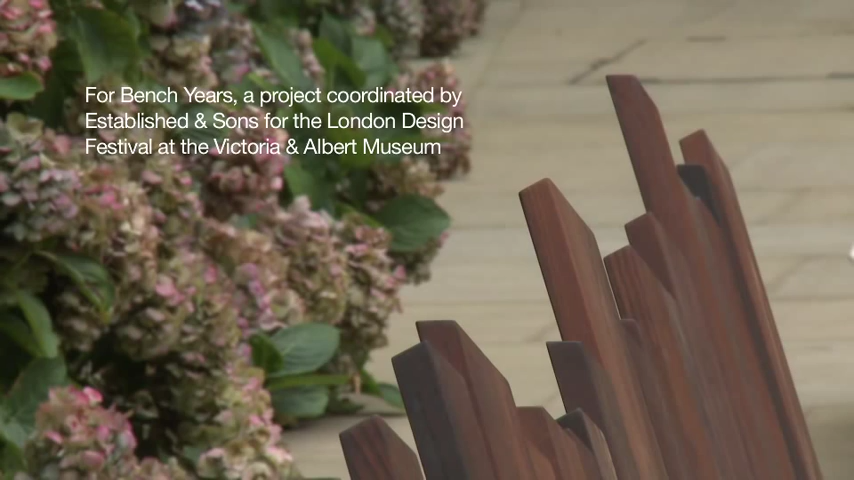 For Bench Years, a project coordinated by
Established & Sons for the London Design
Festival at the Victoria & Albert Museum